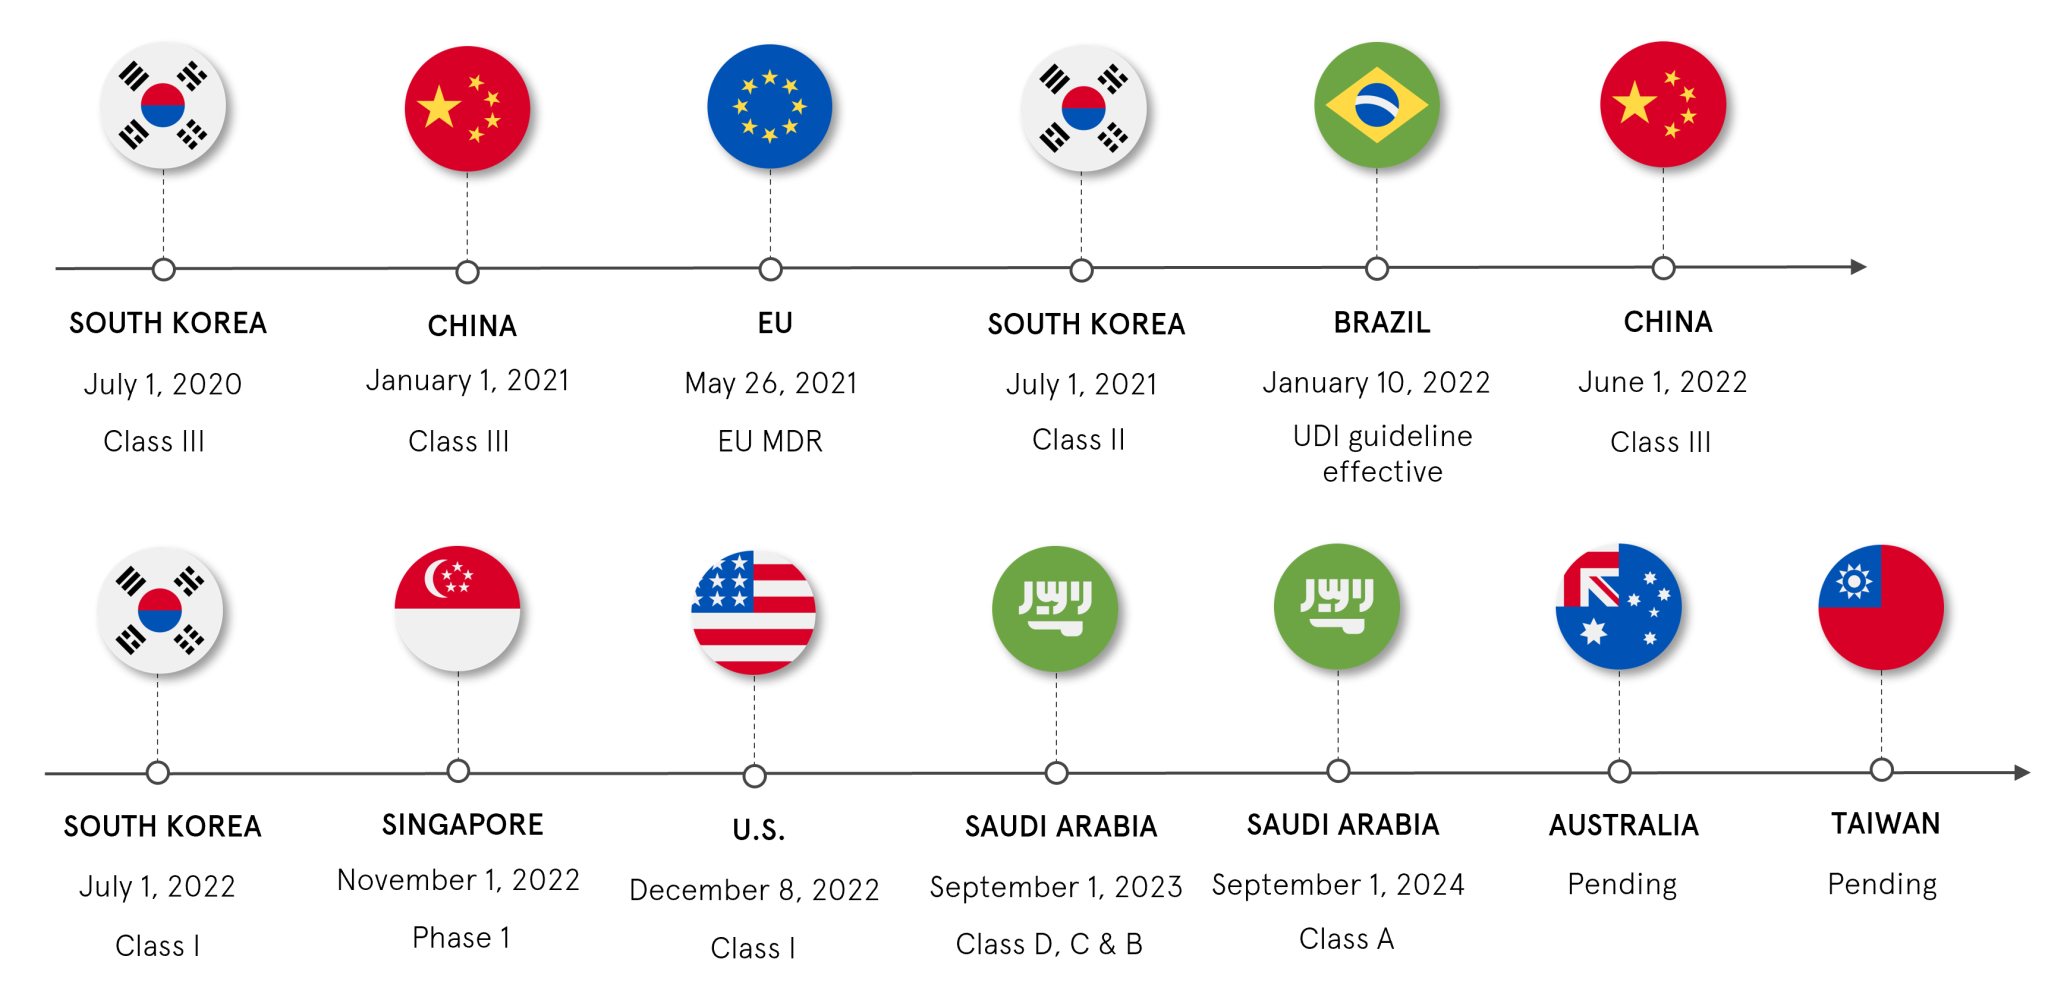 SOUTH KOREA
July 1, 2020
Class III
CHINA
January 1, 2021
Class III
EU
May 26, 2021
EU MDR
SOUTH KOREA
July 1, 2021
Class II
BRAZIL
January 10, 2022
UDI guideline
effective
CHINA
June 1, 2022
Class III
SOUTH KOREA
July 1, 2022
Class I
SINGAPORE
November 1, 2022
Phase 1
U.S.
December 8, 2022
Class I
SAUDI ARABIA
September 1, 2023
Class D, C & B
SAUDI ARABIA
September 1, 2024
Class A
AUSTRALIA
Pending
TAIWAN
Pending